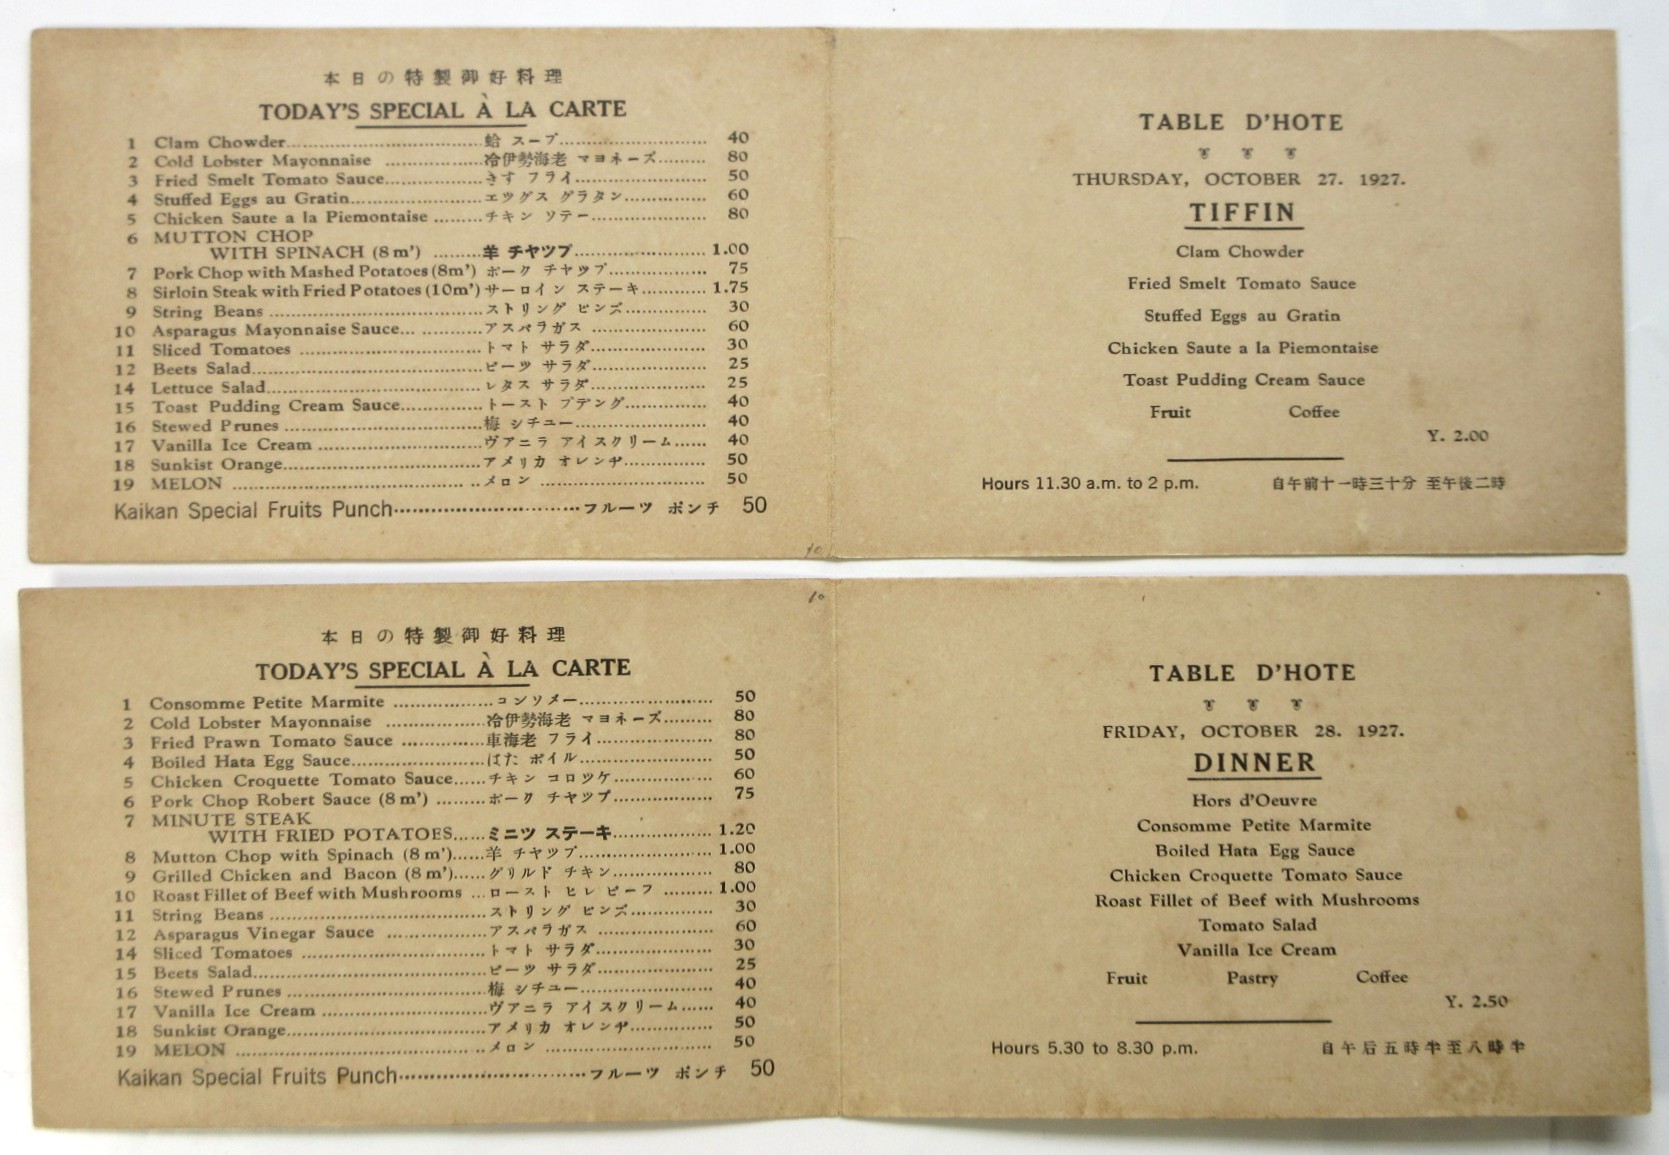 本日の特製御好料理
TODAY'S SPECIAL À LA CARTE
1 Clam Chowder 蛤 スープ 40
2 Cold Lobster Mayonnaise 冷伊勢海老 マヨネーズ 80
3 Fried Smelt Tomato Sauce きす フライ 50
4 Stuffed Eggs au Gratin エツグス グラタン 60
5 Chicken Saute a la Piemontaise チキン ソテー 80
6 MUTTON CHOP
WITH SPINACH (8 m') 羊 チヤツプ 1.00
7 Pork Chop with Mashed Potatoes (8m') ポーク チヤツプ 75
8 Sirloin Steak with Fried Potatoes (10m') サーロイン ステーキ 1.75
9 String Beans ストリング ビンズ 30
10 Asparagus Mayonnaise Sauce アスパラガス 60
11 Sliced Tomatoes トマト サラダ 30
12 Beets Salad ビーツ サラダ 25
14 Lettuce Salad レタス サラダ 25
15 Toast Pudding Cream Sauce トースト プデング 40
16 Stewed Prunes 梅 シチユー 40
17 Vanilla Ice Cream ヴアニラ アイスクリーム 40
18 Sunkist Orange アメリカ オレンヂ 50
19 MELON メロン 50
Kaikan Special Fruits Punch フルーツ ポンチ 50
TABLE D'HOTE
THURSDAY, OCTOBER 27. 1927.
TIFFIN
Clam Chowder
Fried Smelt Tomato Sauce
Stuffed Eggs au Gratin
Chicken Saute a la Piemontaise
Toast Pudding Cream Sauce
Fruit Coffee
Y. 2.00
Hours 11.30 a.m. to 2 p.m. 自午前十一時三十分 至午後二時
本日の特製御好料理
TODAY'S SPECIAL À LA CARTE
1 Consomme Petite Marmite コンソメー 50
2 Cold Lobster Mayonnaise 冷伊勢海老 マヨネーズ 80
3 Fried Prawn Tomato Sauce 車海老 フライ 80
4 Boiled Hata Egg Sauce はた ボイル 50
5 Chicken Croquette Tomato Sauce チキン コロツケ 60
6 Pork Chop Robert Sauce (8 m') ポーク チヤツプ 75
7 MINUTE STEAK
WITH FRIED POTATOES ミニツ ステーキ 1.20
8 Mutton Chop with Spinach (8 m') 羊 チヤツプ 1.00
9 Grilled Chicken and Bacon (8 m') グリルド チキン 80
10 Roast Fillet of Beef with Mushrooms ロースト ヒレ ビーフ 1.00
11 String Beans ストリング ビンズ 30
12 Asparagus Vinegar Sauce アスパラガス 60
14 Sliced Tomatoes トマト サラダ 30
15 Beets Salad ビーツ サラダ 25
16 Stewed Prunes 梅 シチユー 40
17 Vanilla Ice Cream ヴアニラ アイスクリーム 40
18 Sunkist Orange アメリカ オレンヂ 50
19 MELON メロン 50
Kaikan Special Fruits Punch フルーツ ポンチ 50
TABLE D'HOTE
FRIDAY, OCTOBER 28. 1927.
DINNER
Hors d'Oeuvre
Consomme Petite Marmite
Boiled Hata Egg Sauce
Chicken Croquette Tomato Sauce
Roast Fillet of Beef with Mushrooms
Tomato Salad
Vanilla Ice Cream
Fruit Pastry Coffee
Y. 2.50
Hours 5.30 to 8.30 p.m. 自午后五時半至八時半